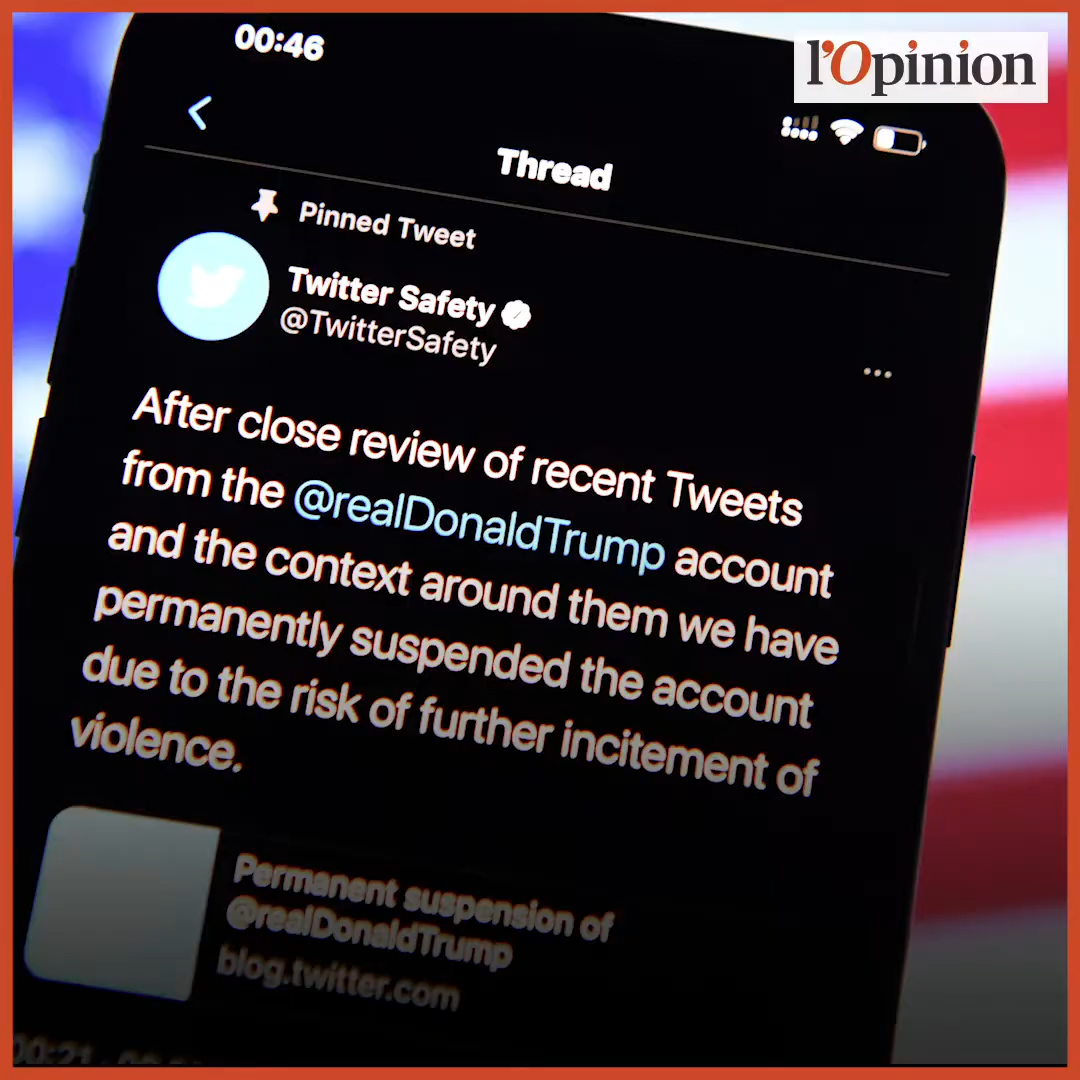 00:46
l'Opinion
Thread
Pinned Tweet
Twitter Safety
@TwitterSafety
After close review of recent Tweets
from the @realDonaldTrump account
and the context around them we have
permanently suspended the account
due to the risk of further incitement of
violence.
Permanent suspension of
@realDonaldTrump
blog.twitter.com
00:21